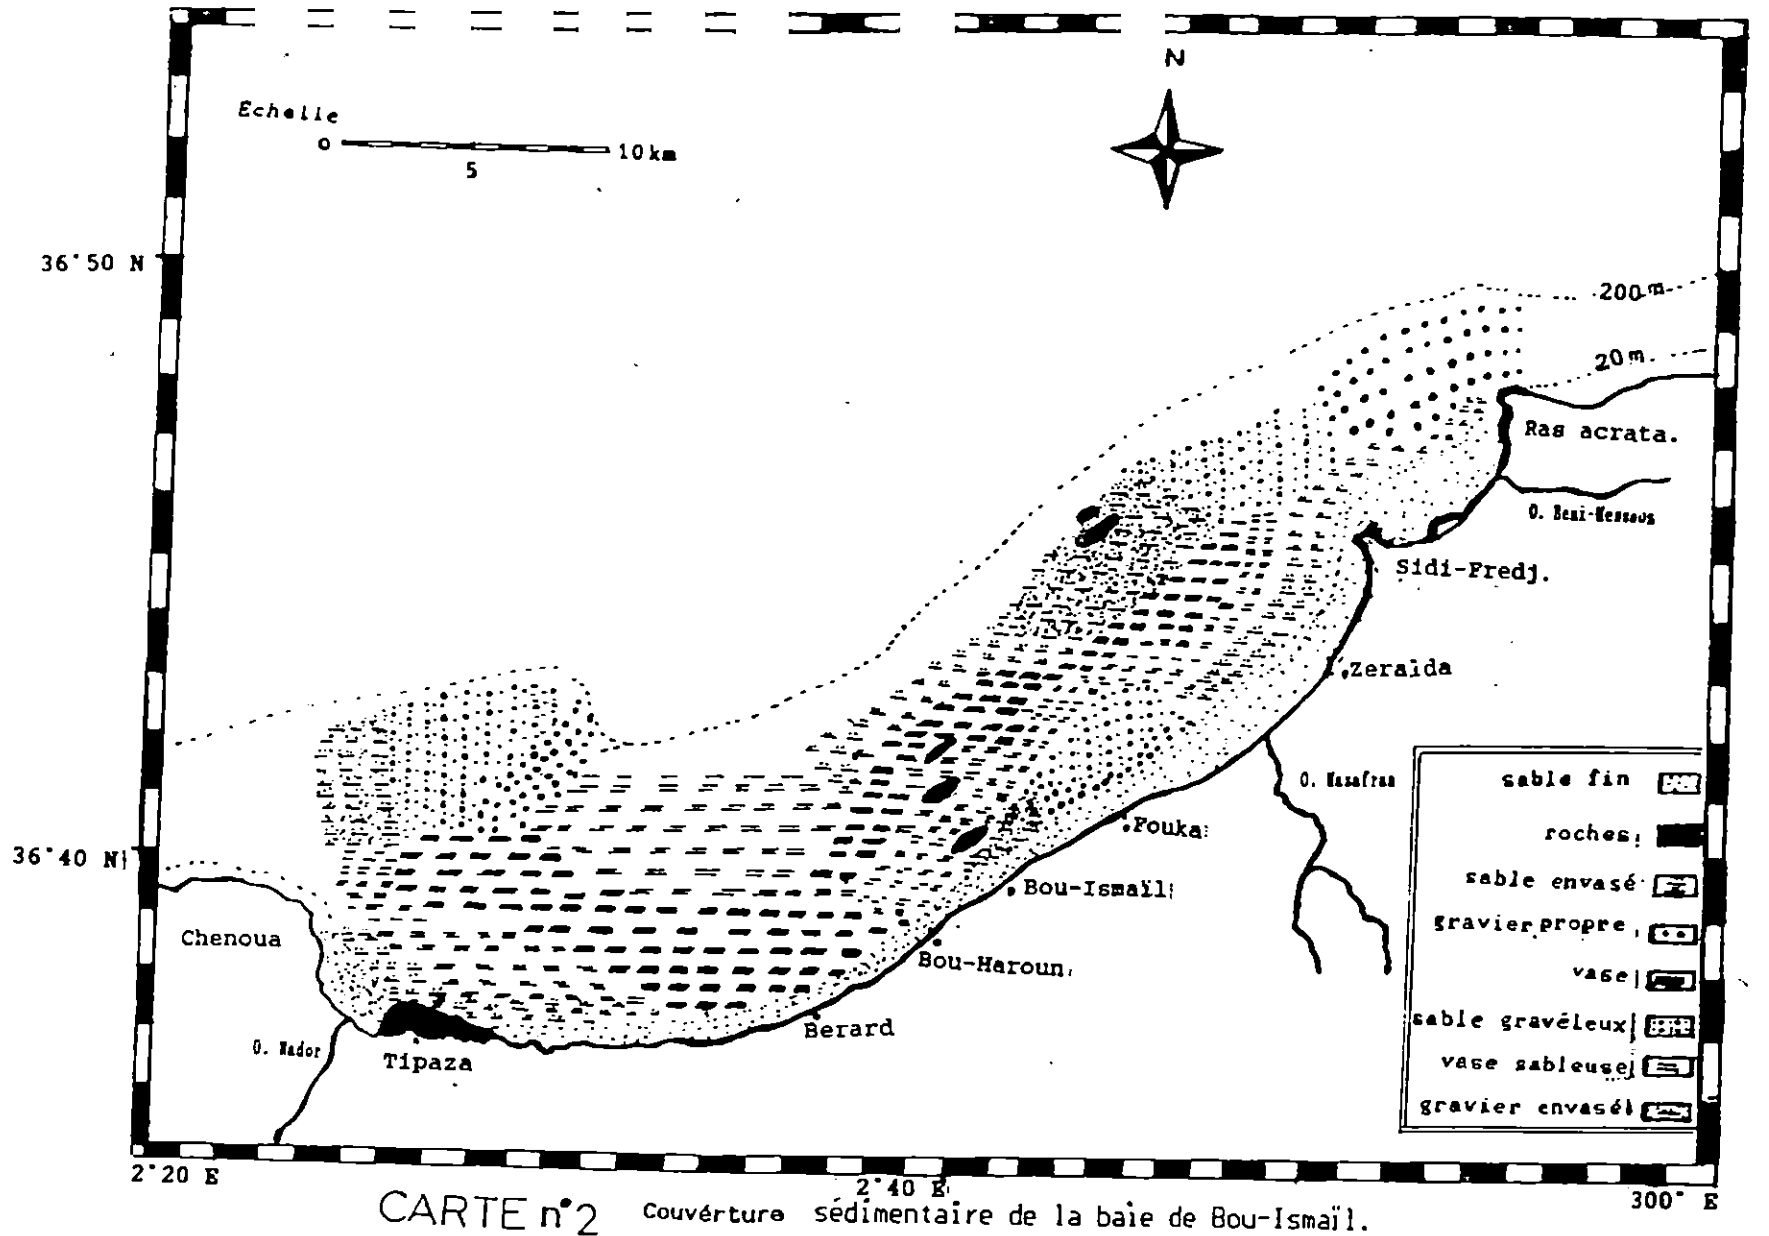 N
Echelle
0 5 10 km
36°50 N
200 m
20 m.
Ras acrata.
O. Beni-Messous
Sidi-Fredj.
Zeraïda
O. Masafran
Fouka
36°40 N
Bou-Ismaïl
Chenoua
Bou-Haroun
Berard
O. Nador
Tipaza
sable fin
roches
sable envasé
gravier propre
vase
sable graveleux
vase sableuse
gravier envasé
2°20 E
2°40 E
300° E
CARTE n°2 Couvérture sédimentaire de la baie de Bou-Ismaïl.